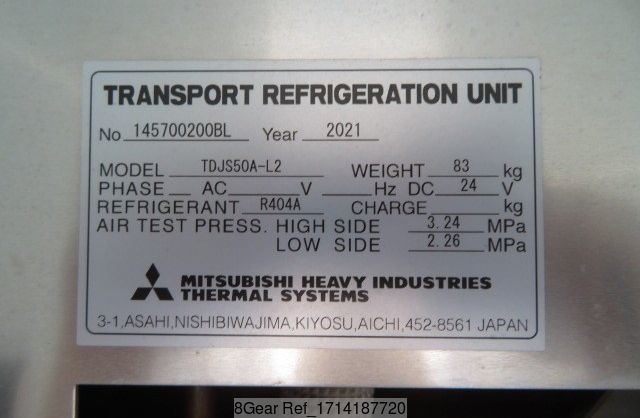 TRANSPORT REFRIGERATION UNIT
No 145700200BL Year 2021
MODEL TDJS50A-L2 WEIGHT 83 kg
PHASE AC V Hz DC 24 V
REFRIGERANT R404A CHARGE kg
AIR TEST PRESS. HIGH SIDE 3.24 MPa
LOW SIDE 2.26 MPa
MITSUBISHI HEAVY INDUSTRIES
THERMAL SYSTEMS
3-1,ASAHI,NISHIBIWAJIMA,KIYOSU,AICHI,452-8561 JAPAN
8Gear Ref_1714187720